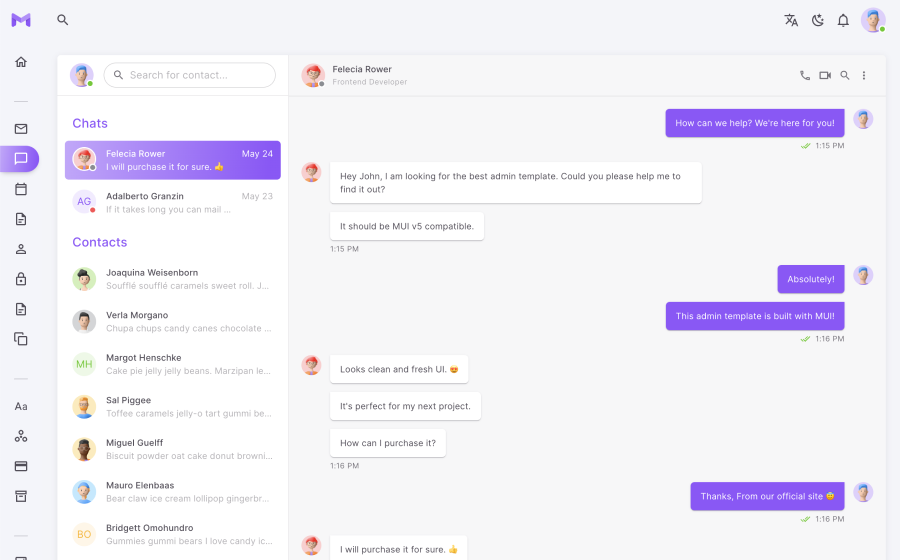 Search for contact...
Felecia Rower
Frontend Developer
Chats
Felecia Rower
May 24
I will purchase it for sure. 👍
AG
Adalberto Granzin
May 23
If it takes long you can mail ...
Contacts
Joaquina Weisenborn
Soufflé soufflé caramels sweet roll. J...
Verla Morgano
Chupa chups candy canes chocolate ...
MH
Margot Henschke
Cake pie jelly jelly beans. Marzipan le...
Sal Piggee
Toffee caramels jelly-o tart gummi be...
Miguel Guelff
Biscuit powder oat cake donut browni...
Mauro Elenbaas
Bear claw ice cream lollipop gingerbr...
BO
Bridgett Omohundro
Gummies gummi bears I love candy ic...
Aa
How can we help? We're here for you!
1:15 PM
Hey John, I am looking for the best admin template. Could you please help me to
find it out?
It should be MUI v5 compatible.
1:15 PM
Absolutely!
This admin template is built with MUI!
1:16 PM
Looks clean and fresh UI. 😍
It's perfect for my next project.
How can I purchase it?
1:16 PM
Thanks, From our official site 😇
1:16 PM
I will purchase it for sure. 👍